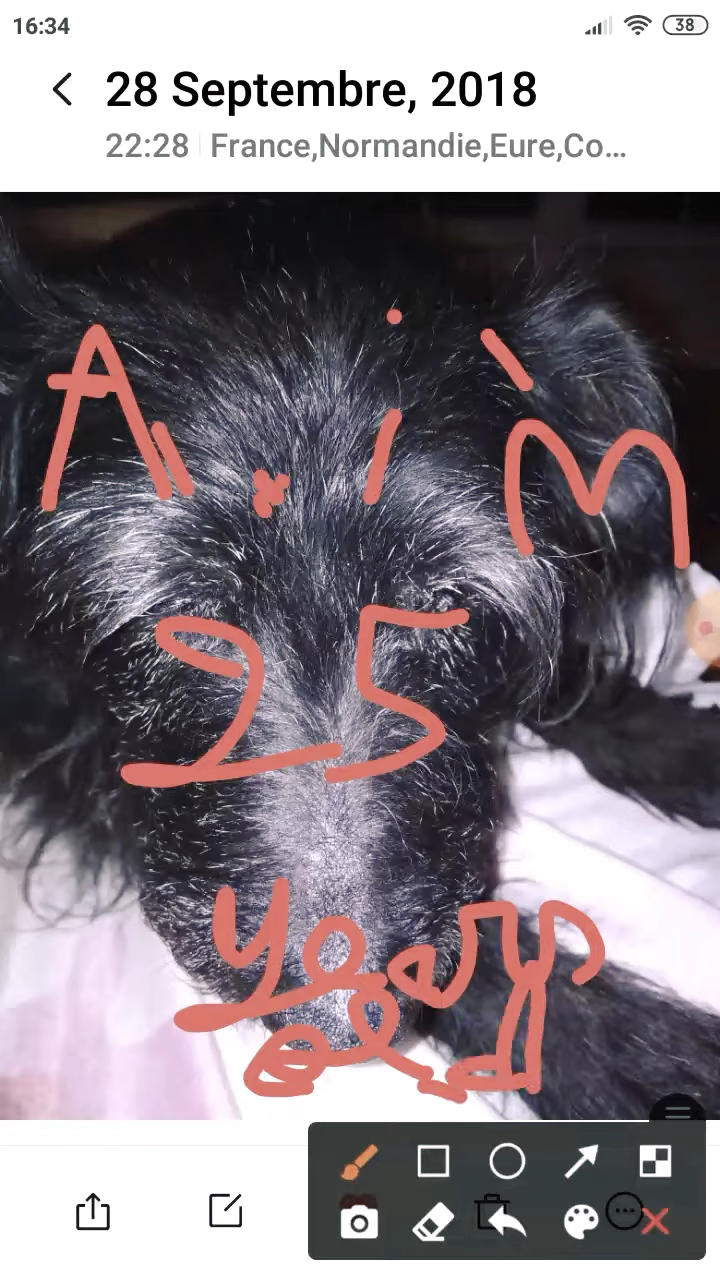 16:34
38
28 Septembre, 2018
22:28 France,Normandie,Eure,Co...
A. i'M
25
years
old